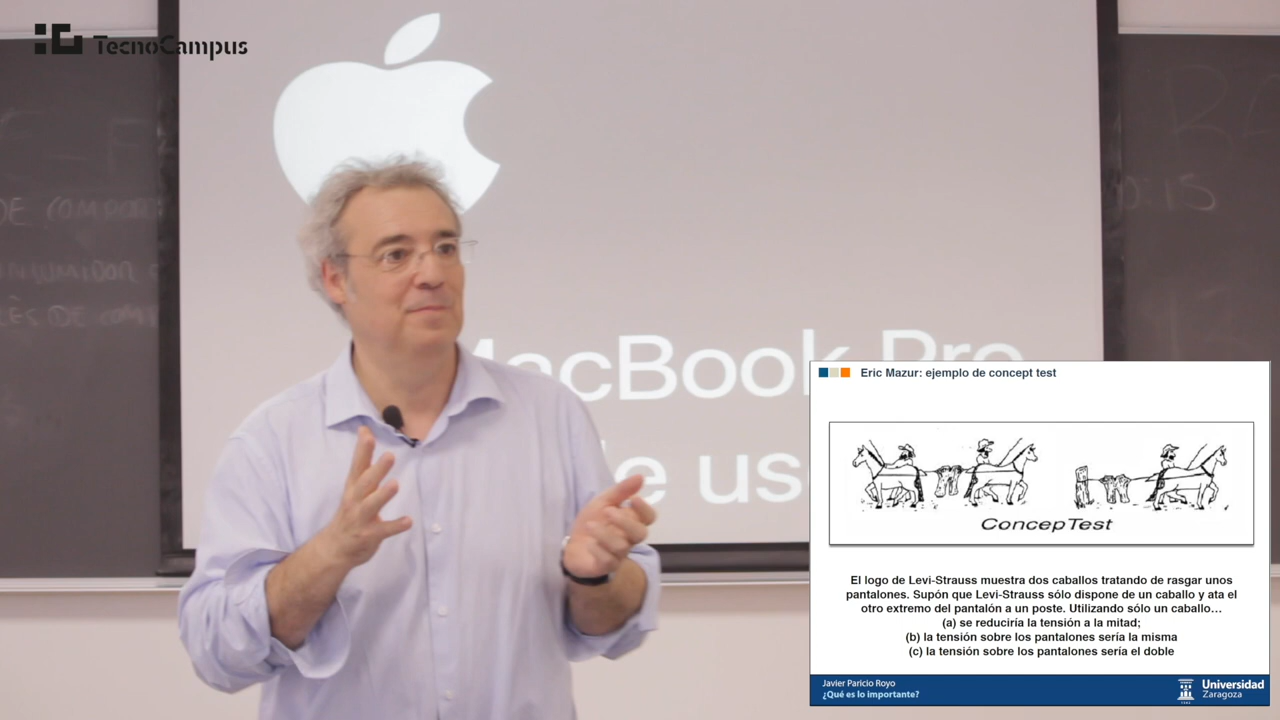 TecnoCampus
DE COMPORT
MacBook Pro
de us
Eric Mazur: ejemplo de concept test
ConcepTest
El logo de Levi-Strauss muestra dos caballos tratando de rasgar unos
pantalones. Supón que Levi-Strauss sólo dispone de un caballo y ata el
otro extremo del pantalón a un poste. Utilizando sólo un caballo…
(a) se reduciría la tensión a la mitad;
(b) la tensión sobre los pantalones sería la misma
(c) la tensión sobre los pantalones sería el doble
Javier Paricio Royo
¿Qué es lo importante?
Universidad
Zaragoza